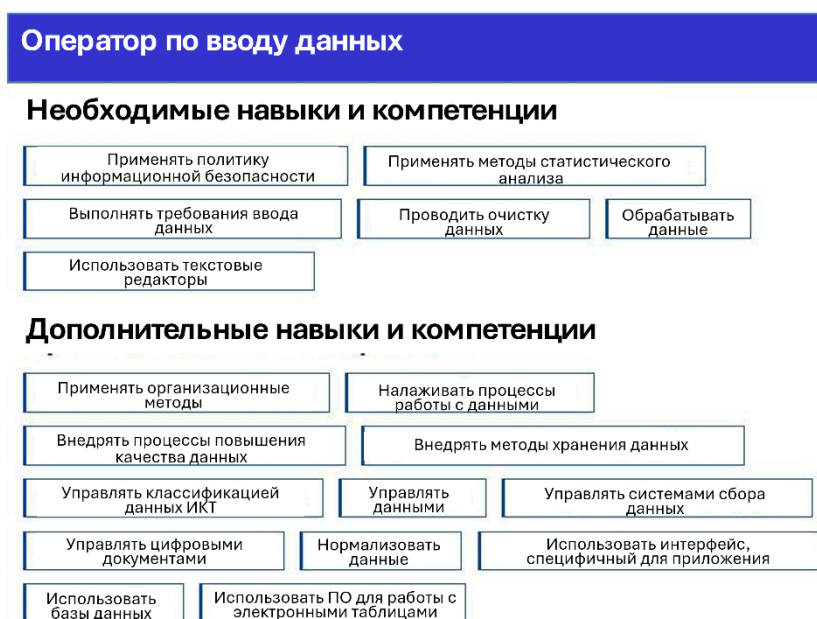 Оператор по вводу данных
Необходимые навыки и компетенции
Применять политику
информационной безопасности
Применять методы статистического
анализа
Выполнять требования ввода
данных
Проводить очистку
данных
Обрабатывать
данные
Использовать текстовые
редакторы
Дополнительные навыки и компетенции
Применять организационные
методы
Налаживать процессы
работы с данными
Внедрять процессы повышения
качества данных
Внедрять методы хранения данных
Управлять классификацией
данных ИКТ
Управлять
данными
Управлять системами сбора
данных
Управлять цифровыми
документами
Нормализовать
данные
Использовать интерфейс,
специфичный для приложения
Использовать
базы данных
Использовать ПО для работы с
электронными таблицами